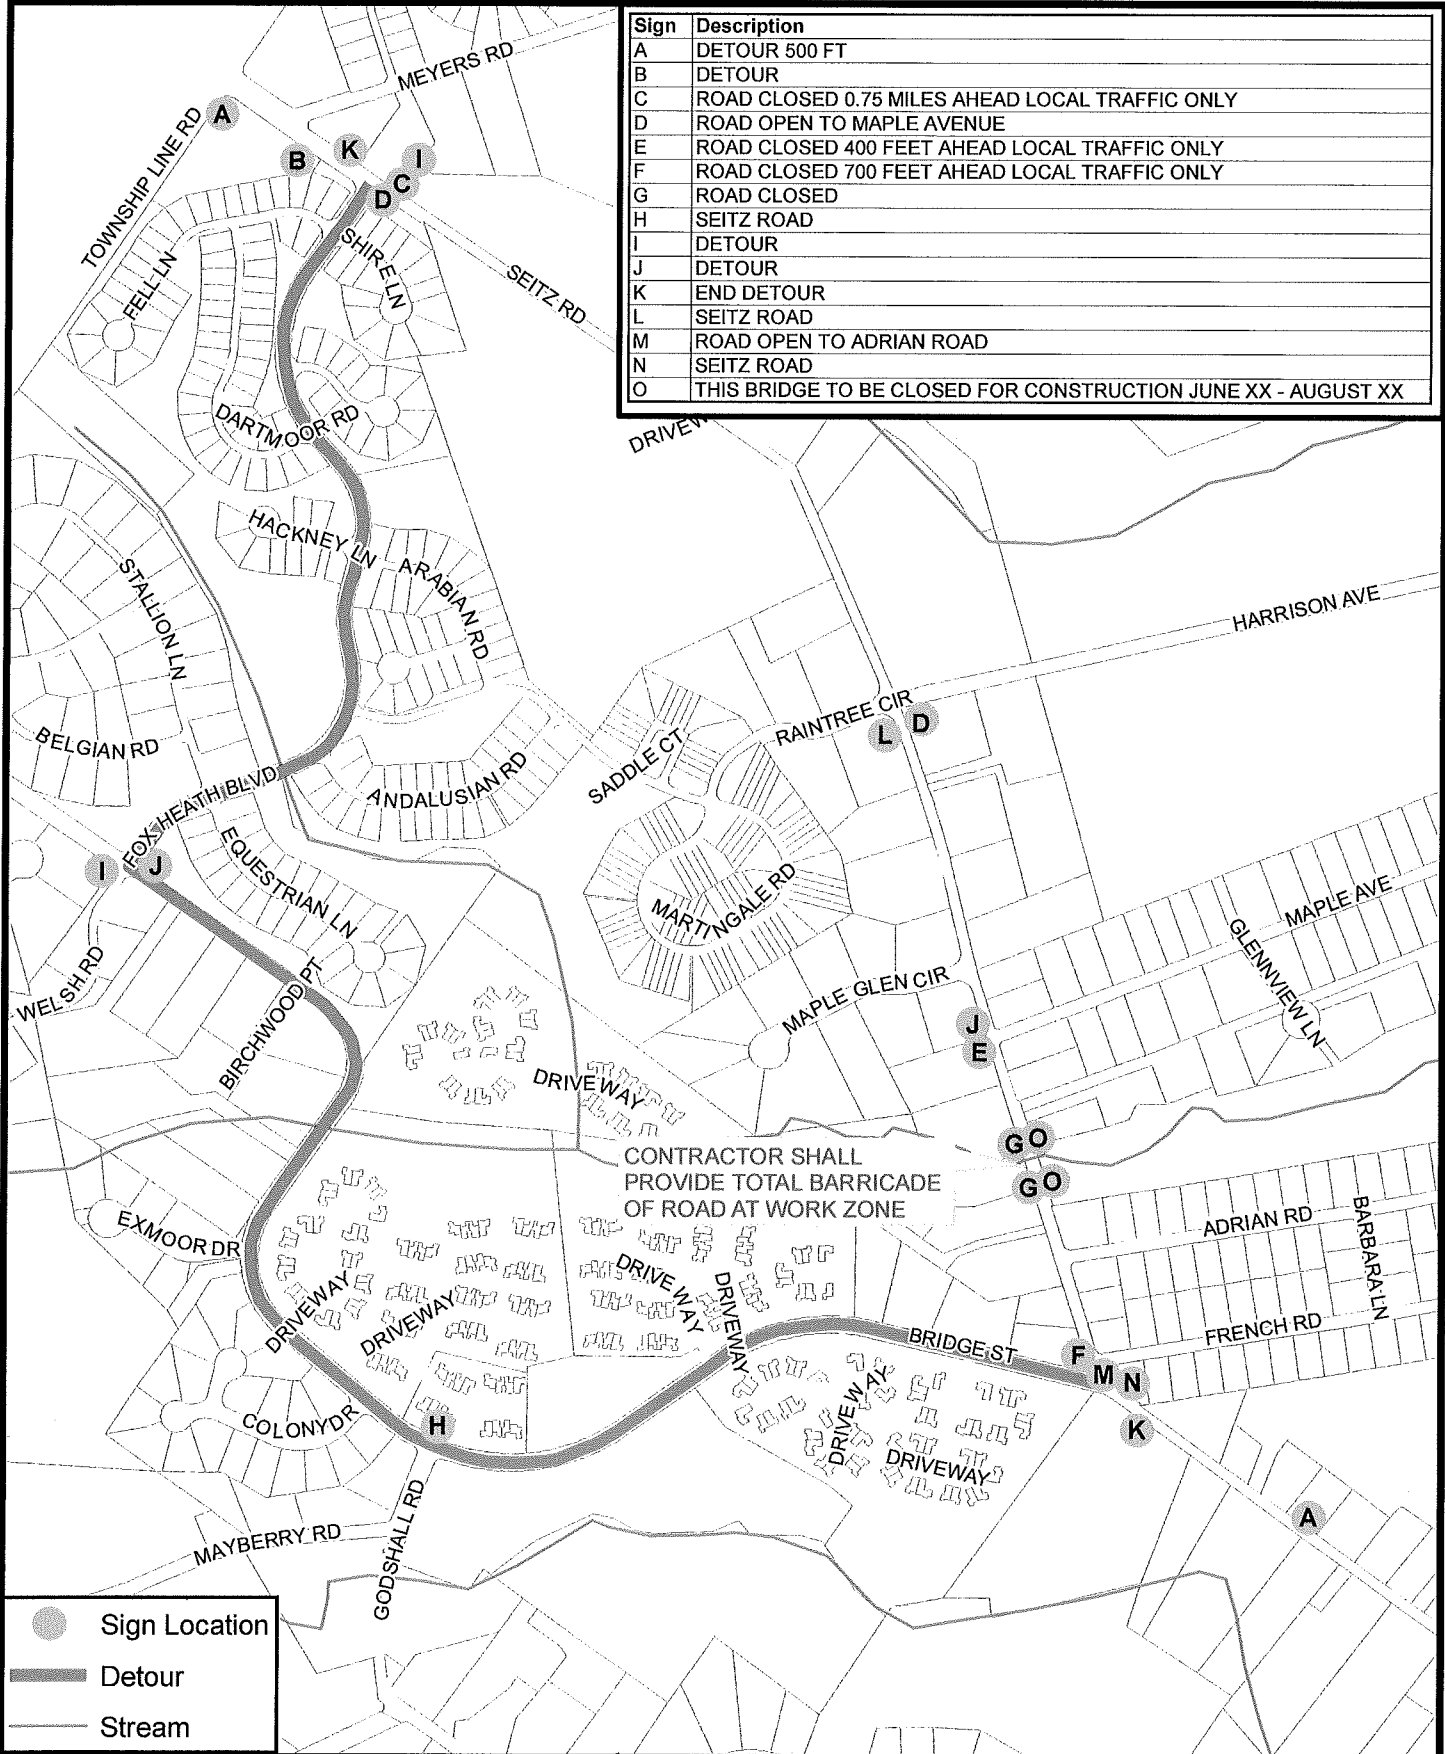 Sign Description
A DETOUR 500 FT
B DETOUR
C ROAD CLOSED 0.75 MILES AHEAD LOCAL TRAFFIC ONLY
D ROAD OPEN TO MAPLE AVENUE
E ROAD CLOSED 400 FEET AHEAD LOCAL TRAFFIC ONLY
F ROAD CLOSED 700 FEET AHEAD LOCAL TRAFFIC ONLY
G ROAD CLOSED
H SEITZ ROAD
I DETOUR
J DETOUR
K END DETOUR
L SEITZ ROAD
M ROAD OPEN TO ADRIAN ROAD
N SEITZ ROAD
O THIS BRIDGE TO BE CLOSED FOR CONSTRUCTION JUNE XX - AUGUST XX
MEYERS RD
A
TOWNSHIP LINE RD
B
K
I
C
D
SHIRE LN
FELL LN
SEITZ RD
DARTMOOR RD
HACKNEY LN
ARABIAN RD
STALLION LN
HARRISON AVE
RAINTREE CIR
L
D
BELGIAN RD
SADDLE CT
ANDALUSIAN RD
FOX HEATH BLVD
I
J
EQUESTRIAN LN
MARTINGALE RD
MAPLE AVE
GLENNVIEW LN
WELSH RD
BIRCHWOOD PT
MAPLE GLEN CIR
J
E
DRIVEWAY
G
O
CONTRACTOR SHALL
PROVIDE TOTAL BARRICADE
OF ROAD AT WORK ZONE
G
O
EXMOOR DR
ADRIAN RD
BARBARA LN
DRIVEWAY
DRIVEWAY
DRIVEWAY
DRIVEWAY
BRIDGE ST
FRENCH RD
F
M
N
K
COLONY DR
H
DRIVEWAY
DRIVEWAY
A
MAYBERRY RD
GODSHALL RD
Sign Location
Detour
Stream